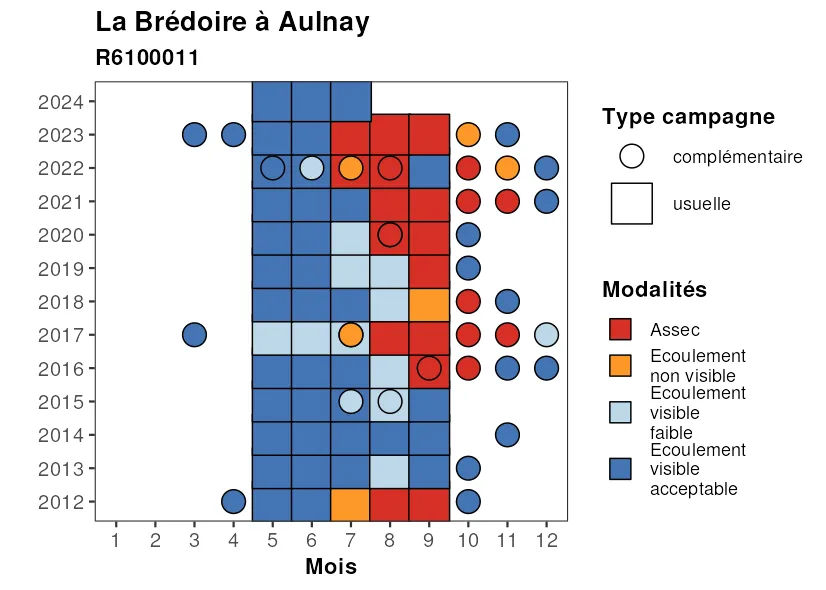 La Brédoire à Aulnay
R6100011
2024
2023
2022
2021
2020
2019
2018
2017
2016
2015
2014
2013
2012
1 2 3 4 5 6 7 8 9 10 11 12
Mois
Type campagne
complémentaire
usuelle
Modalités
Assec
Ecoulement
non visible
Ecoulement
visible
faible
Ecoulement
visible
acceptable